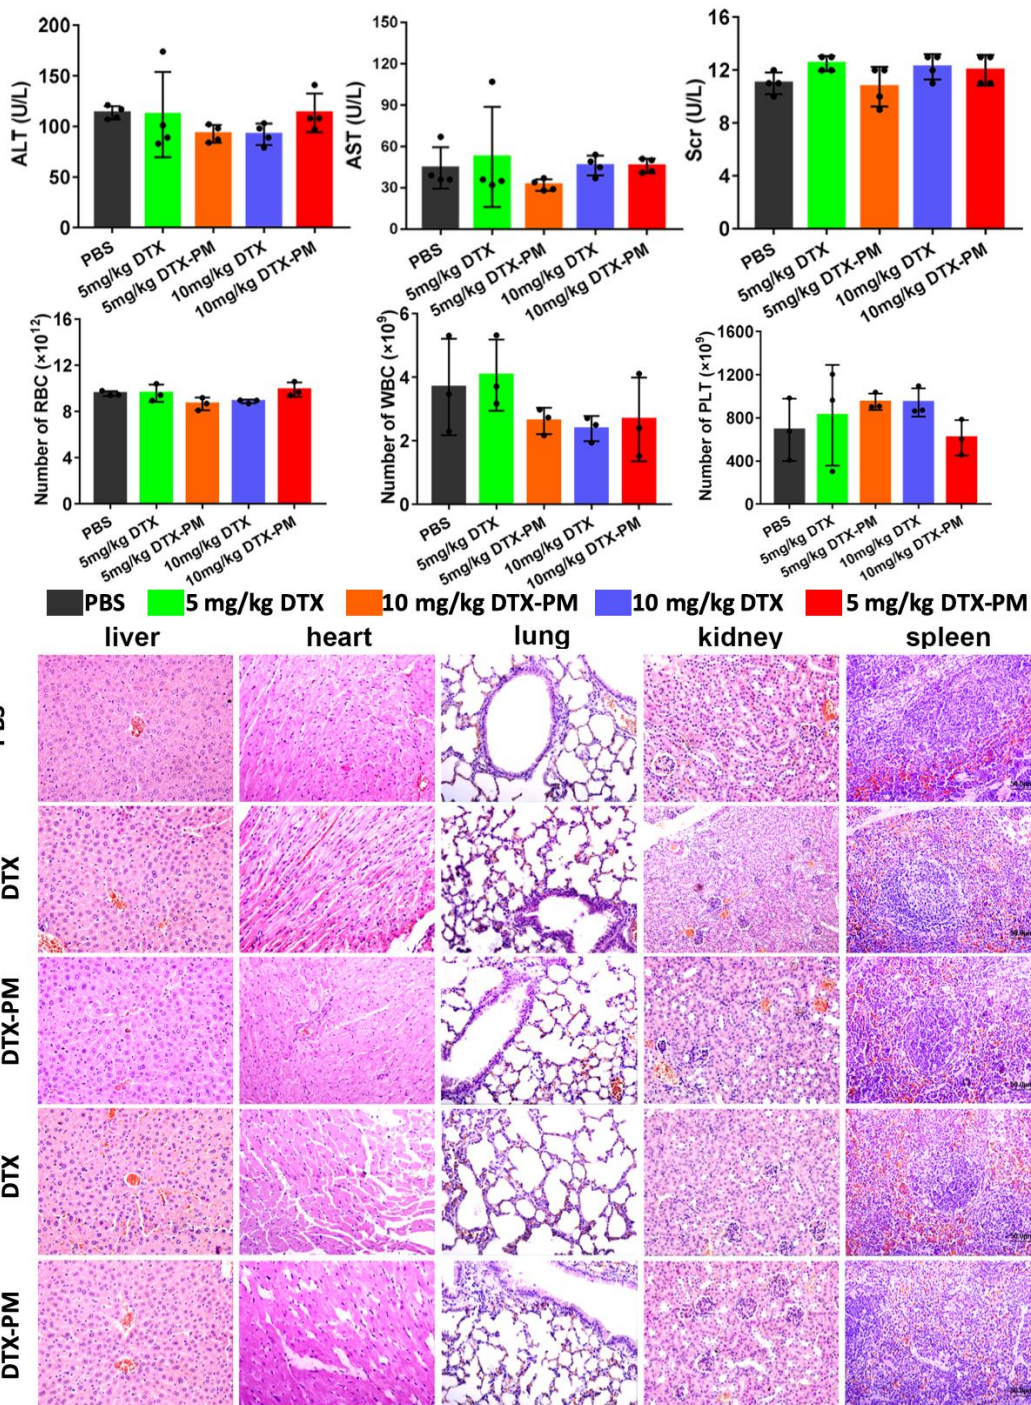 200
150
100
50
0
ALT (U/L)
PBS
5mg/kg DTX
5mg/kg DTX-PM
10mg/kg DTX
10mg/kg DTX-PM
150
120
90
60
30
0
AST (U/L)
PBS
5mg/kg DTX
5mg/kg DTX-PM
10mg/kg DTX
10mg/kg DTX-PM
16
12
8
4
0
Scr (U/L)
PBS
5mg/kg DTX
5mg/kg DTX-PM
10mg/kg DTX
10mg/kg DTX-PM
16
12
8
4
0
Number of RBC (×10¹²)
PBS
5mg/kg DTX
5mg/kg DTX-PM
10mg/kg DTX
10mg/kg DTX-PM
6
4
2
0
Number of WBC (×10⁹)
PBS
5mg/kg DTX
5mg/kg DTX-PM
10mg/kg DTX
10mg/kg DTX-PM
1600
1200
800
400
0
Number of PLT (×10⁹)
PBS
5mg/kg DTX
5mg/kg DTX-PM
10mg/kg DTX
10mg/kg DTX-PM
PBS 5 mg/kg DTX 10 mg/kg DTX-PM 10 mg/kg DTX 5 mg/kg DTX-PM
liver heart lung kidney spleen
PBS
DTX
DTX-PM
DTX
DTX-PM